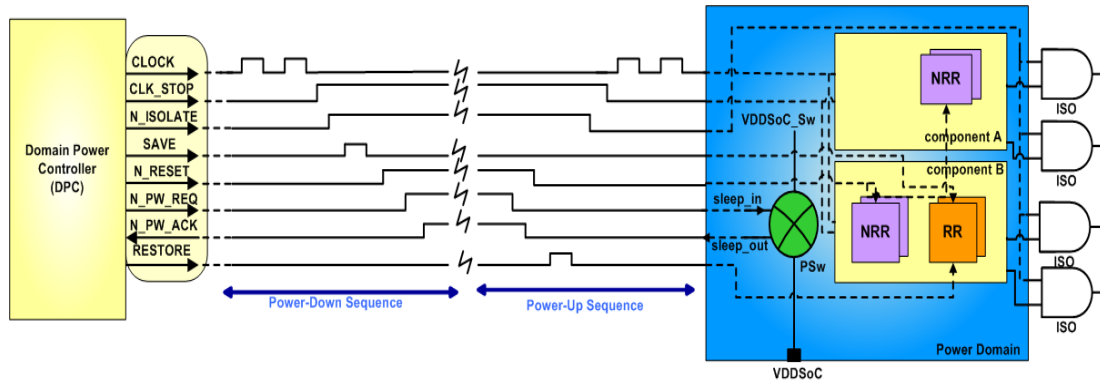 Domain Power
Controller
(DPC)
CLOCK
CLK_STOP
N_ISOLATE
SAVE
N_RESET
N_PW_REQ
N_PW_ACK
RESTORE
Power-Down Sequence
Power-Up Sequence
VDDSoC_Sw
sleep_in
sleep_out
PSw
VDDSoC
NRR
component A
component B
NRR
RR
Power Domain
ISO
ISO
ISO
ISO